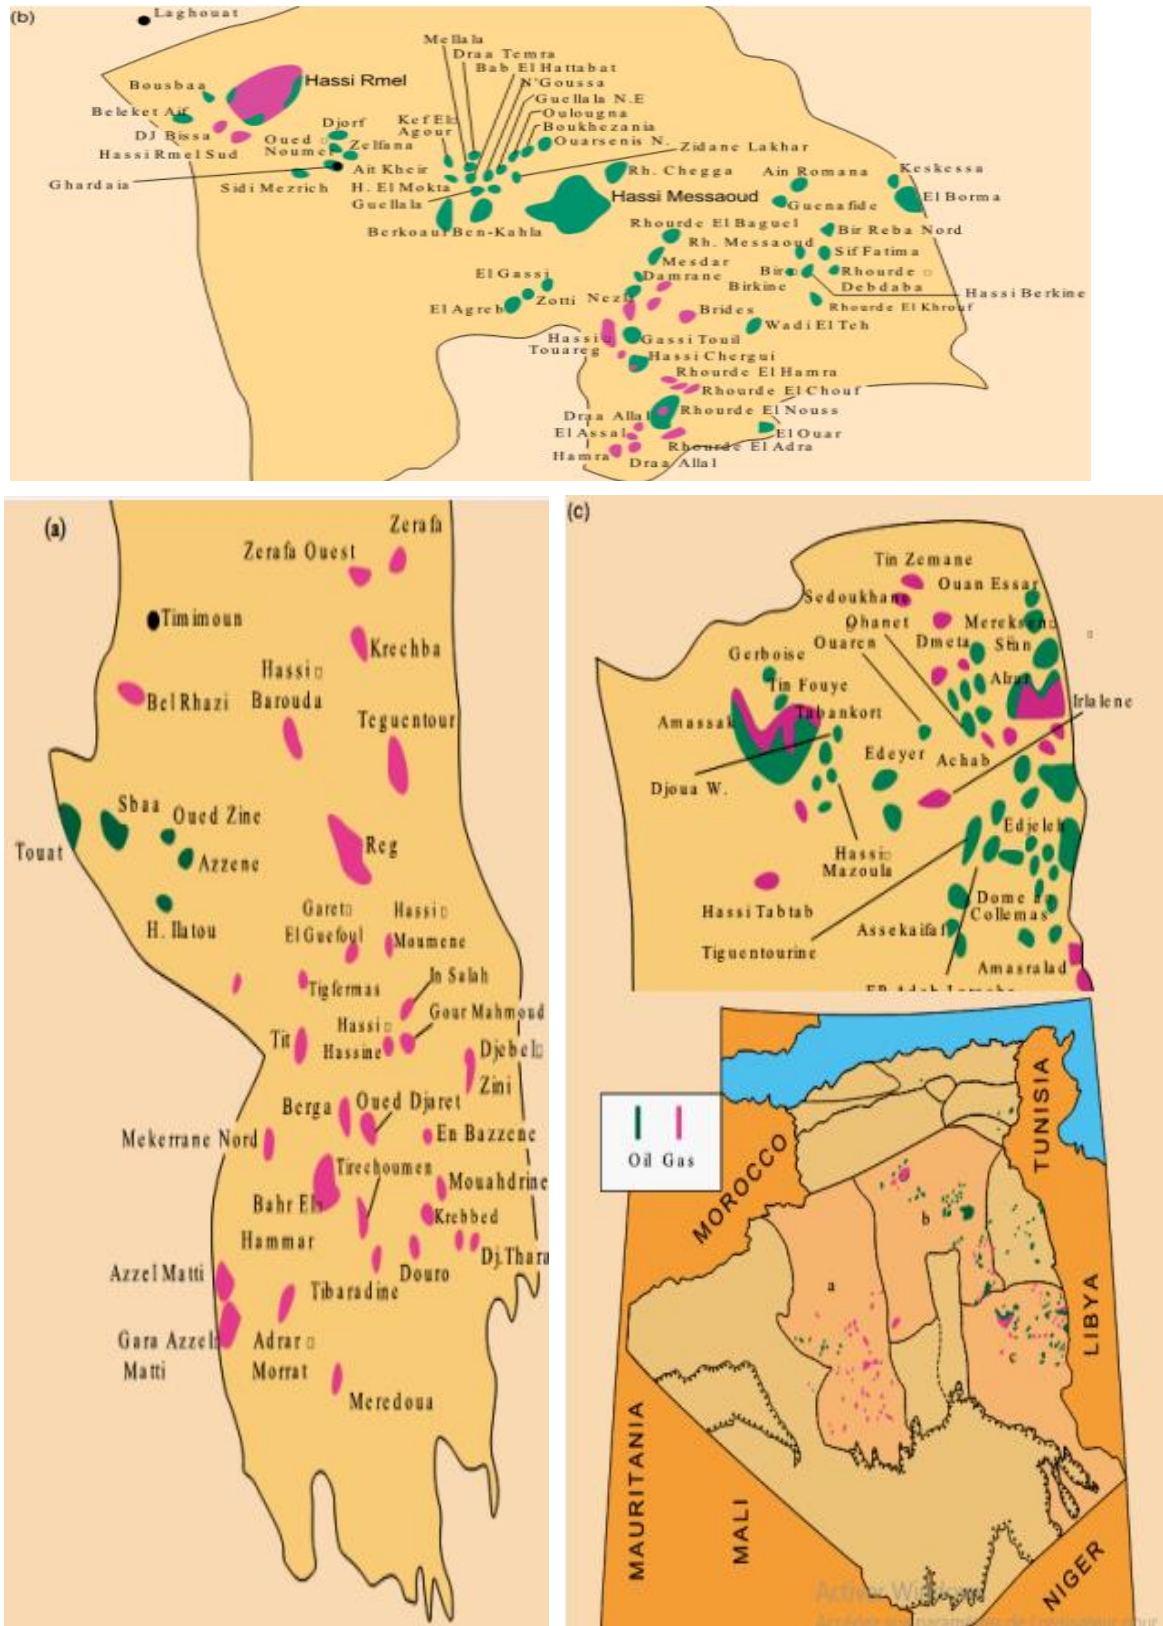 (b)
Laghouat
Mellala
Draa Temra
Bab El Hattabat
N'Goussa
Guellala N.E
Oulougna
Boukhezania
Ouarsenis N.
Zidane Lakhar
Hassi Rmel
Bousbaa
Beleket Aif
DJ Bissa
Hassi Rmel Sud
Ghardaia
Djorf
Oued
Noumer
Zelfana
Ait Kheir
Sidi Mezrich
Kef El
Agour
H. El Mokta
Guellala
Berkoaui
Ben-Kahla
Rh. Chegga
Hassi Messaoud
Ain Romana
Guenafide
Keskessa
El Borma
Rhourde El Baguel
Rh. Messaoud
Bir Reba Nord
Sif Fatima
Mesdar
Damrane
Bir
Birkine
Rhourde
Debdaba
Hassi Berkine
Rhourde El Khrouf
El Gassi
Zotti
El Agreb
Nezla
Brides
Wadi El Teh
Hassi
Touareg
Gassi Touil
Hassi Chergui
Rhourde El Hamra
Rhourde El Chouf
Draa Allal
Rhourde El Nouss
El Assal
El Ouar
Rhourde El Adra
Hamra
Draa Allal
(a)
Zerafa
Zerafa Ouest
Timimoun
Krechba
Hassi
Barouda
Bel Rhazi
Teguentour
Sbaa
Oued Zine
Touat
Azzene
Reg
H. Ilatou
Garet
El Guefoul
Hassi
Moumene
Tigfermas
In Salah
Gour Mahmoud
Hassi
Hassine
Tit
Djebel
Zini
Berga
Oued Djaret
Mekerrane Nord
En Bazzene
Tirechoumen
Bahr El
Hammar
Mouahdrine
Krebbed
Dj.Thara
Azzel Matti
Tibaradine
Douro
Gara Azzel
Matti
Adrar
Morrat
Meredoua
(c)
Tin Zemane
Ouan Essar
Sedoukhane
Ohanet
Ouaren
Mereksen
Dmeta
Stan
Gerboise
Tin Fouye
Tabankort
Alrar
Irlalene
Amassak
Djoua W.
Edeyer
Achab
Hassi
Mazoula
Edjeleh
Hassi Tabtab
Tiguentourine
Dome a
Collemas
Assekaifaf
Amasralad
Oil Gas
MOROCCO
TUNISIA
LIBYA
MAURITANIA
MALI
NIGER
a
b
c
Activer Windows